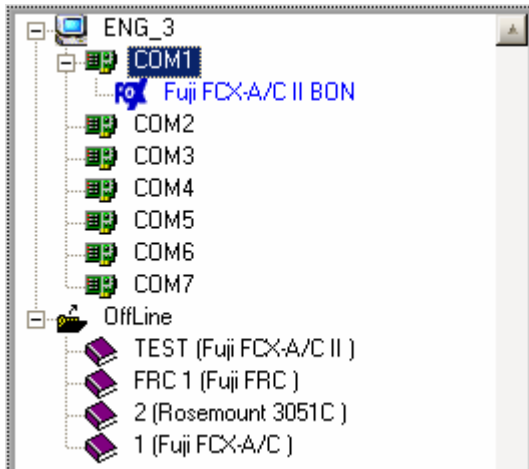 ENG_3
COM1
FCX Fuji FCX-A/C II BON
COM2
COM3
COM4
COM5
COM6
COM7
OffLine
TEST (Fuji FCX-A/C II )
FRC 1 (Fuji FRC )
2 (Rosemount 3051C )
1 (Fuji FCX-A/C )